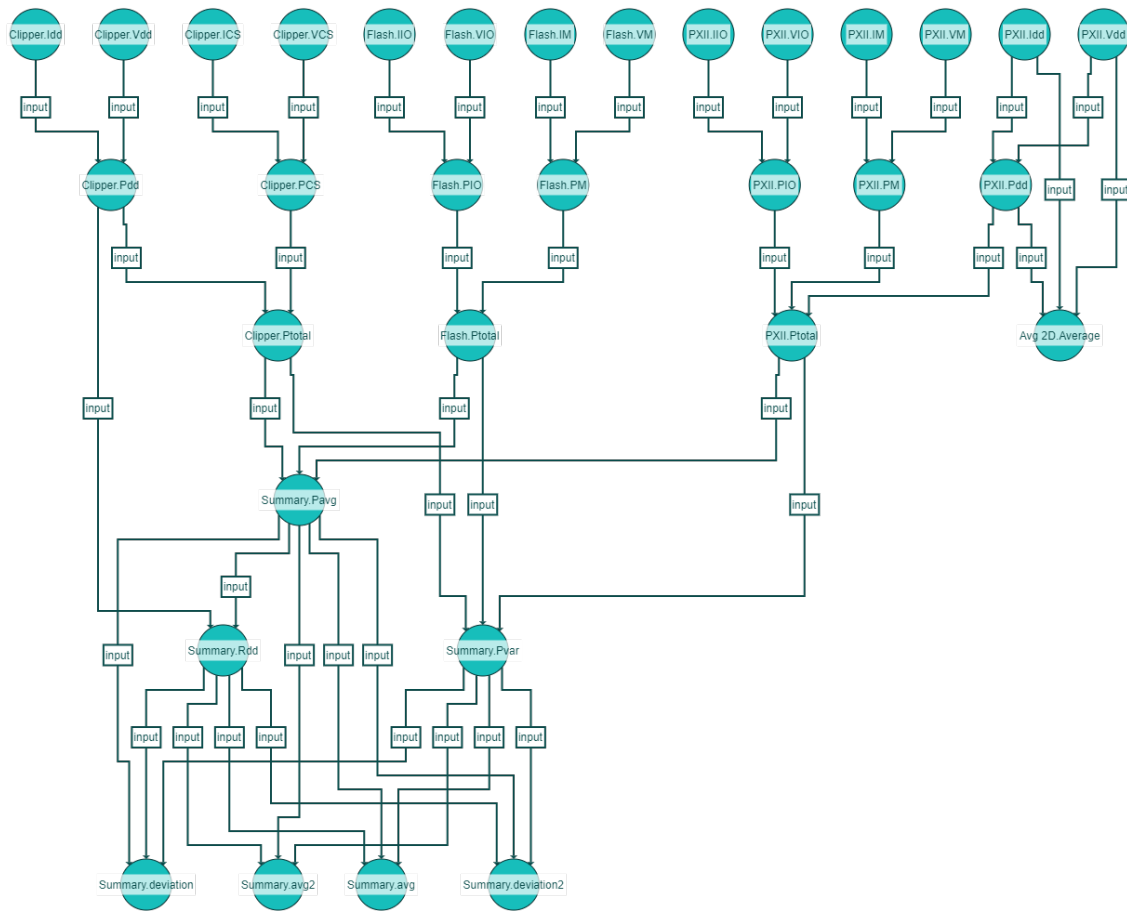 Clipper.Idd
Clipper.Vdd
Clipper.ICS
Clipper.VCS
Flash.IIO
Flash.VIO
Flash.IM
Flash.VM
PXII.IIO
PXII.VIO
PXII.IM
PXII.VM
PXII.Idd
PXII.Vdd
input
input
input
input
input
input
input
input
input
input
input
input
input
input
Clipper.Pdd
Clipper.PCS
Flash.PIO
Flash.PM
PXII.PIO
PXII.PM
PXII.Pdd
input
input
input
input
input
input
input
input
input
input
Clipper.Ptotal
Flash.Ptotal
PXII.Ptotal
Avg 2D.Average
input
input
input
input
Summary.Pavg
input
input
input
input
Summary.Rdd
Summary.Pvar
input
input
input
input
input
input
input
input
input
input
input
input
Summary.deviation
Summary.avg2
Summary.avg
Summary.deviation2